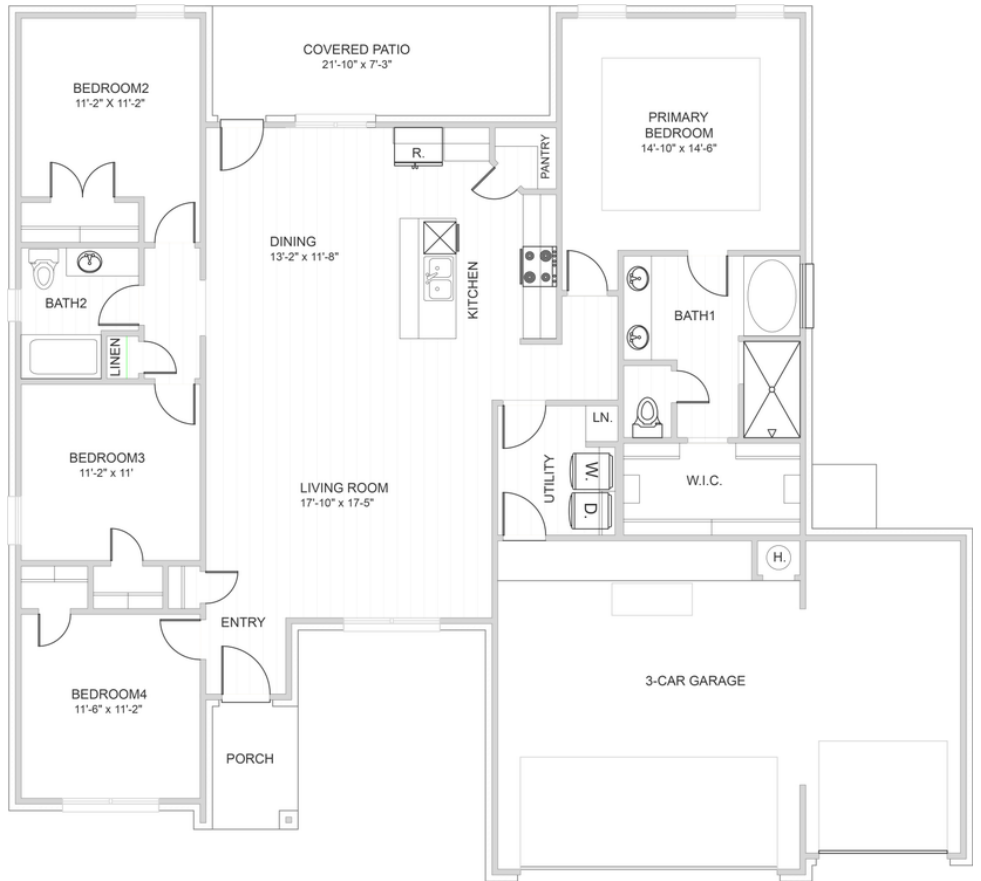 COVERED PATIO
21'-10" x 7'-3"
BEDROOM2
11'-2" X 11'-2"
PRIMARY
BEDROOM
14'-10" x 14'-6"
R.
PANTRY
DINING
13'-2" x 11'-8"
KITCHEN
BATH2
BATH1
LINEN
LN.
BEDROOM3
11'-2" x 11'
LIVING ROOM
17'-10" x 17'-5"
UTILITY
W.
D.
W.I.C.
H.
ENTRY
3-CAR GARAGE
BEDROOM4
11'-6" x 11'-2"
PORCH